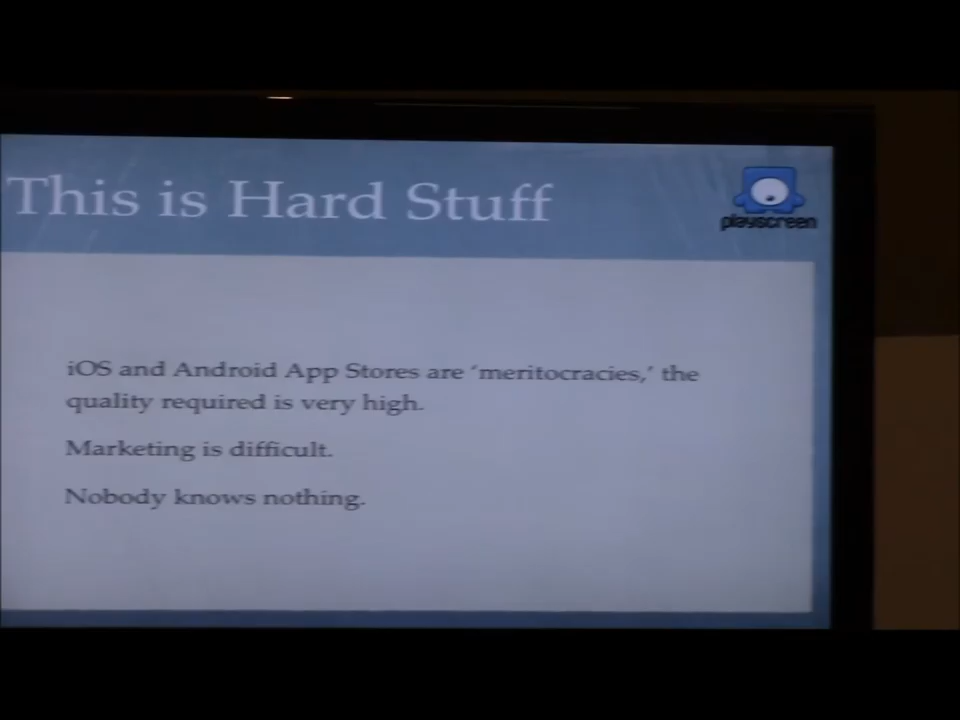 This is Hard Stuff
playscreen
iOS and Android App Stores are ‘meritocracies,’ the
quality required is very high.
Marketing is difficult.
Nobody knows nothing.